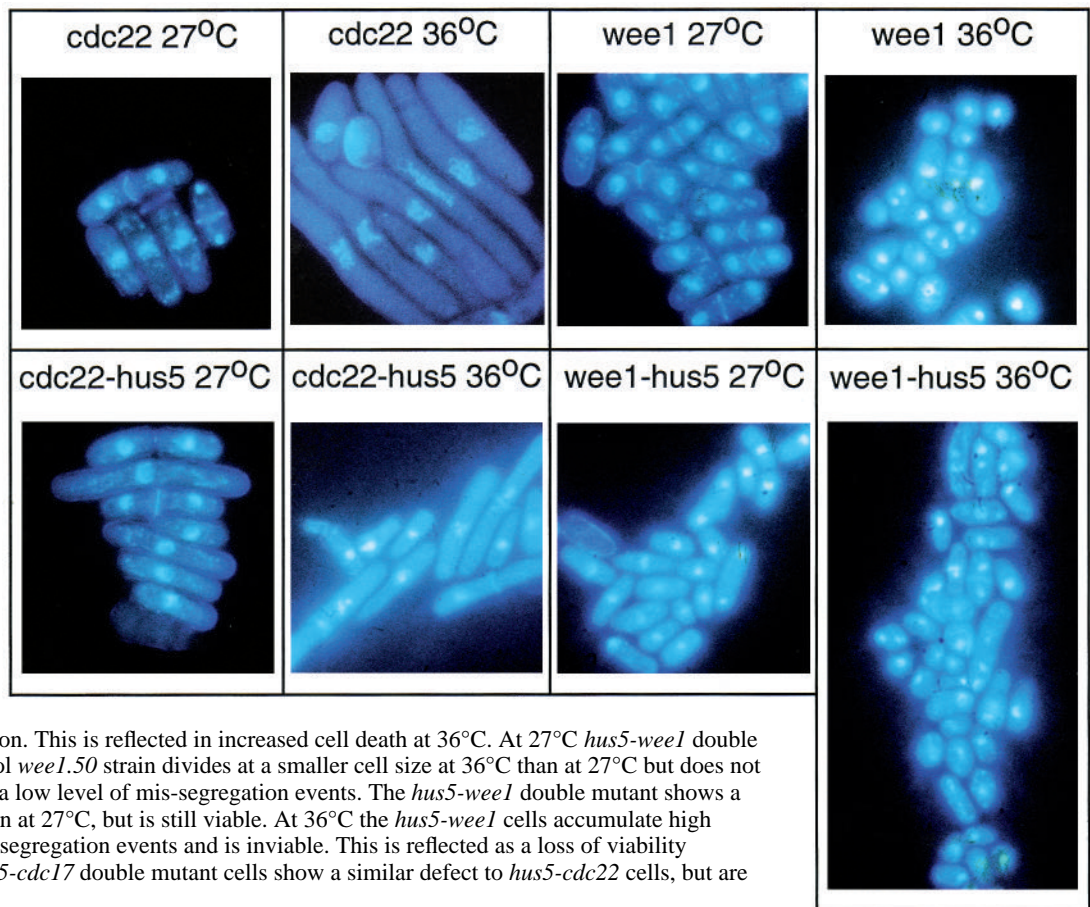 cdc22 27°C
cdc22 36°C
wee1 27°C
wee1 36°C
cdc22-hus5 27°C
cdc22-hus5 36°C
wee1-hus5 27°C
wee1-hus5 36°C
on. This is reflected in increased cell death at 36°C. At 27°C hus5-wee1 double
ol wee1.50 strain divides at a smaller cell size at 36°C than at 27°C but does not
a low level of mis-segregation events. The hus5-wee1 double mutant shows a
n at 27°C, but is still viable. At 36°C the hus5-wee1 cells accumulate high
segregation events and is inviable. This is reflected as a loss of viability
5-cdc17 double mutant cells show a similar defect to hus5-cdc22 cells, but are